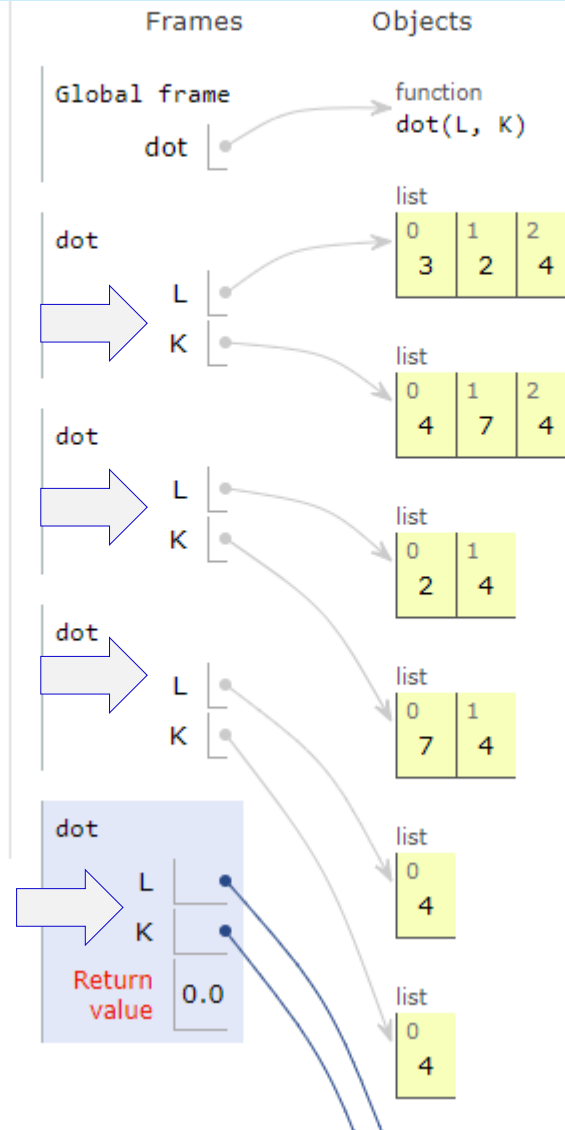 Frames Objects
Global frame
function
dot dot(L, K)
list
dot
0 1 2
L 3 2 4
K
list
0 1 2
4 7 4
dot
L
list
K
0 1
2 4
dot
list
L
0 1
K
7 4
dot
list
L
0
4
K
Return value 0.0
list
0
4